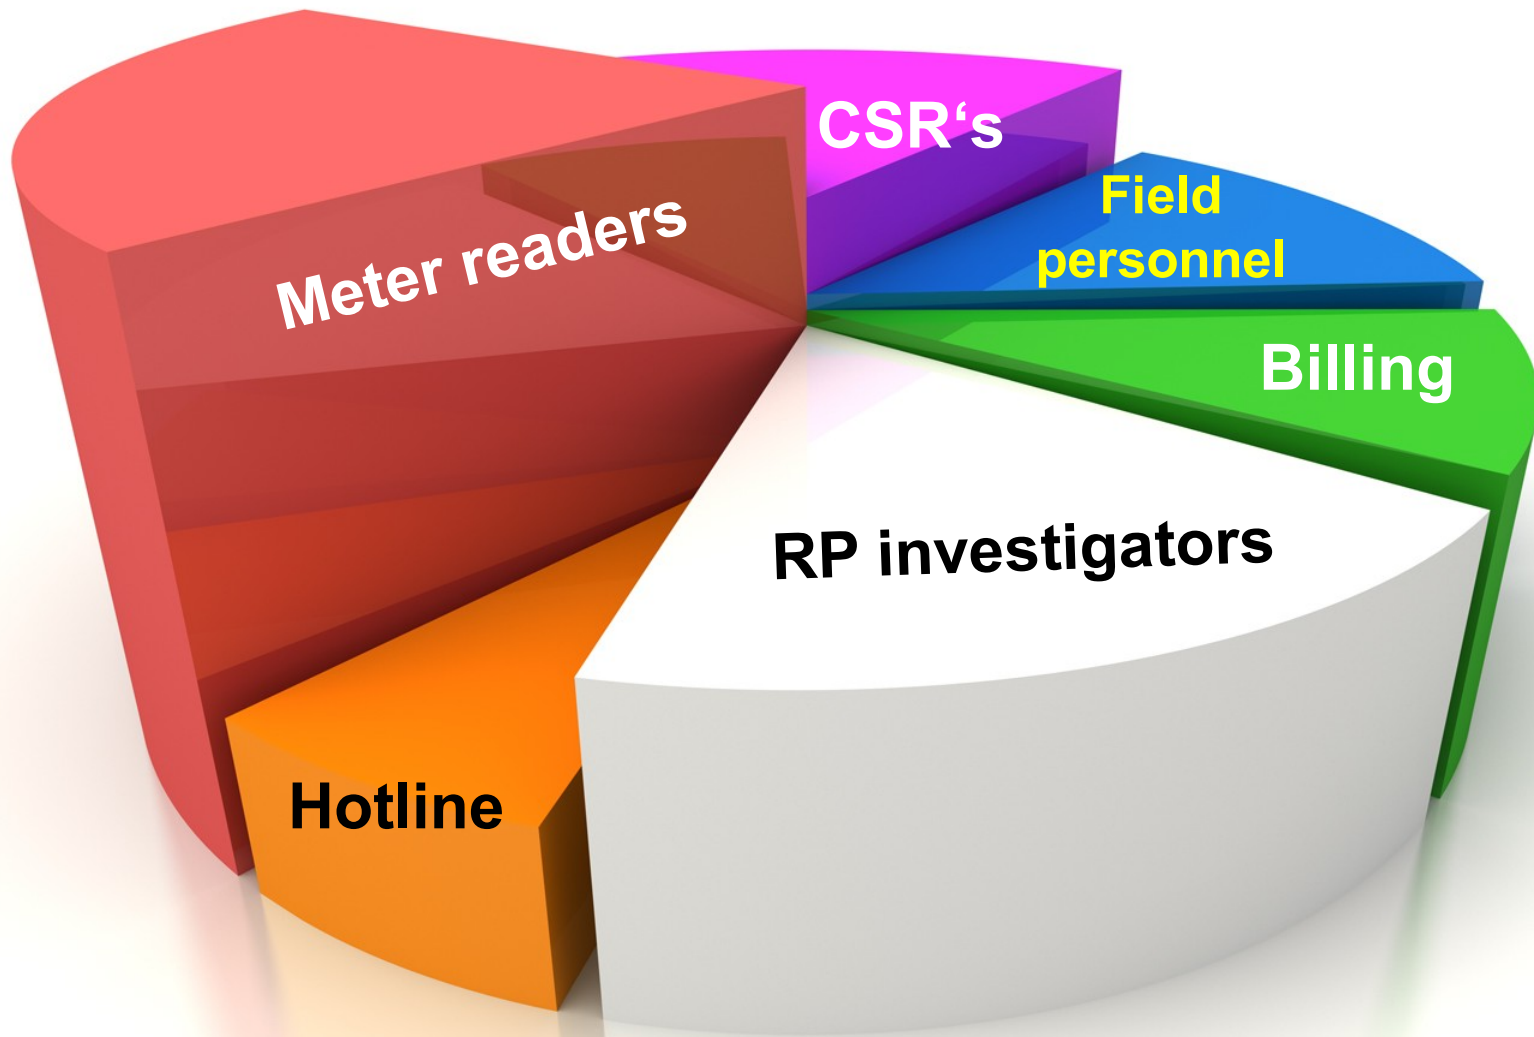 CSR‘s
Field
personnel
Meter readers
Billing
RP investigators
Hotline